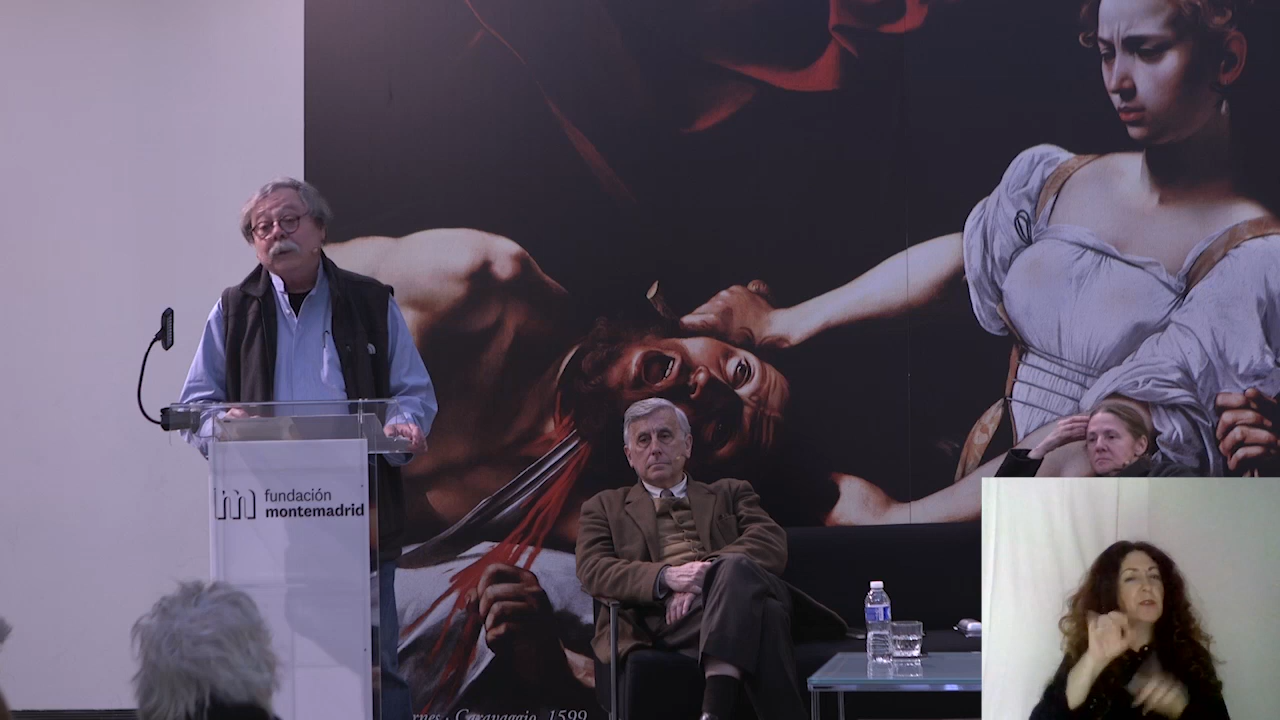 fundación
montemadrid
rnes · Caravaggio, 1599